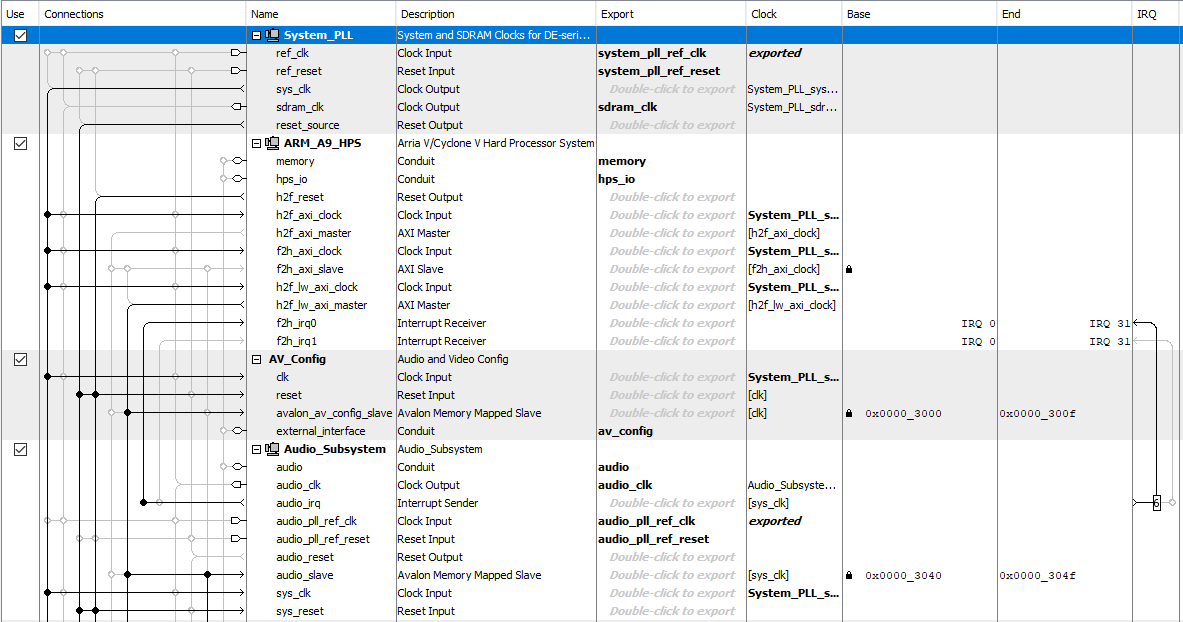 Use Connections Name Description Export Clock Base End IRQ
System_PLL System and SDRAM Clocks for DE-seri...
ref_clk Clock Input system_pll_ref_clk exported
ref_reset Reset Input system_pll_ref_reset
sys_clk Clock Output Double-click to export System_PLL_sys...
sdram_clk Clock Output sdram_clk System_PLL_sdr...
reset_source Reset Output Double-click to export
ARM_A9_HPS Arria V/Cyclone V Hard Processor System
memory Conduit memory
hps_io Conduit hps_io
h2f_reset Reset Output Double-click to export
h2f_axi_clock Clock Input Double-click to export System_PLL_s...
h2f_axi_master AXI Master Double-click to export [h2f_axi_clock]
f2h_axi_clock Clock Input Double-click to export System_PLL_s...
f2h_axi_slave AXI Slave Double-click to export [f2h_axi_clock]
h2f_lw_axi_clock Clock Input Double-click to export System_PLL_s...
h2f_lw_axi_master AXI Master Double-click to export [h2f_lw_axi_clock]
f2h_irq0 Interrupt Receiver Double-click to export IRQ 0 IRQ 31
f2h_irq1 Interrupt Receiver Double-click to export IRQ 0 IRQ 31
AV_Config Audio and Video Config
clk Clock Input Double-click to export System_PLL_s...
reset Reset Input Double-click to export [clk]
avalon_av_config_slave Avalon Memory Mapped Slave Double-click to export [clk] 0x0000_3000 0x0000_300f
external_interface Conduit av_config
Audio_Subsystem Audio_Subsystem
audio Conduit audio
audio_clk Clock Output audio_clk Audio_Subsyste...
audio_irq Interrupt Sender Double-click to export [sys_clk] 6
audio_pll_ref_clk Clock Input audio_pll_ref_clk exported
audio_pll_ref_reset Reset Input audio_pll_ref_reset
audio_reset Reset Output Double-click to export
audio_slave Avalon Memory Mapped Slave Double-click to export [sys_clk] 0x0000_3040 0x0000_304f
sys_clk Clock Input Double-click to export System_PLL_s...
sys_reset Reset Input Double-click to export